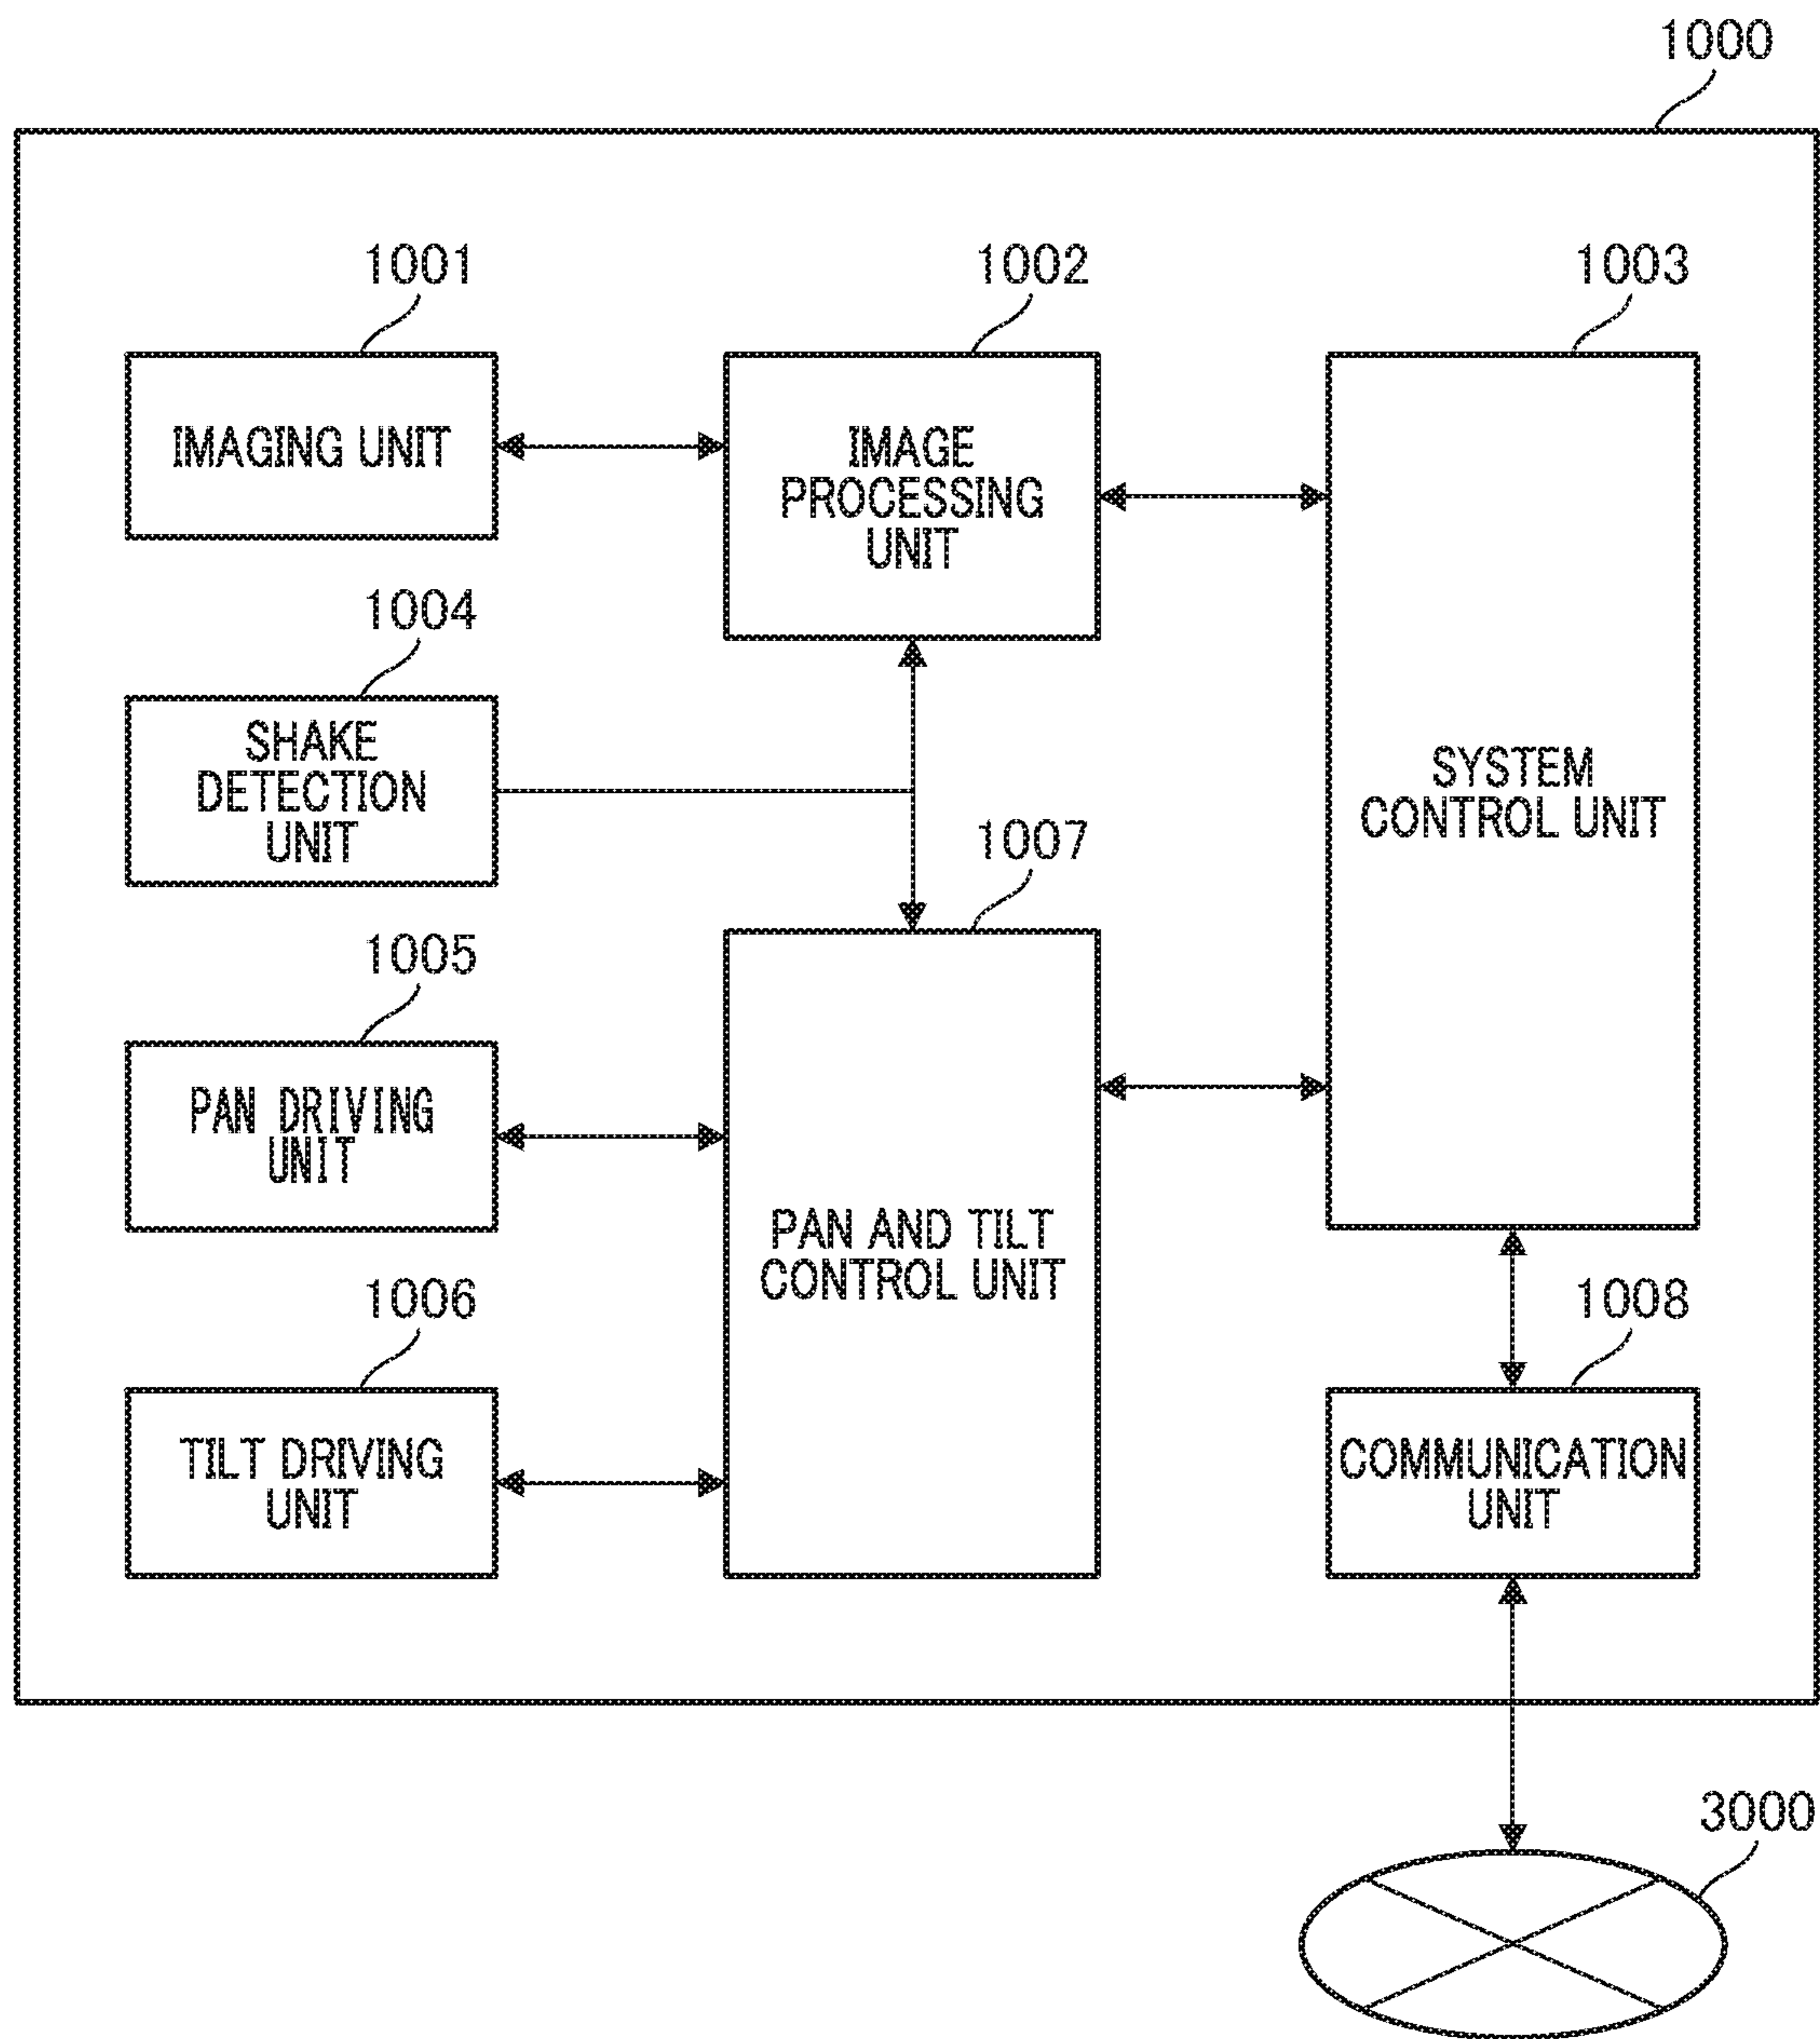 1000
1001
1002
1003
IMAGING UNIT
IMAGE
PROCESSING
UNIT
1004
SHAKE
DETECTION
UNIT
SYSTEM
CONTROL UNIT
1007
1005
PAN DRIVING
UNIT
PAN AND TILT
CONTROL UNIT
1006
1008
TILT DRIVING
UNIT
COMMUNICATION
UNIT
3000